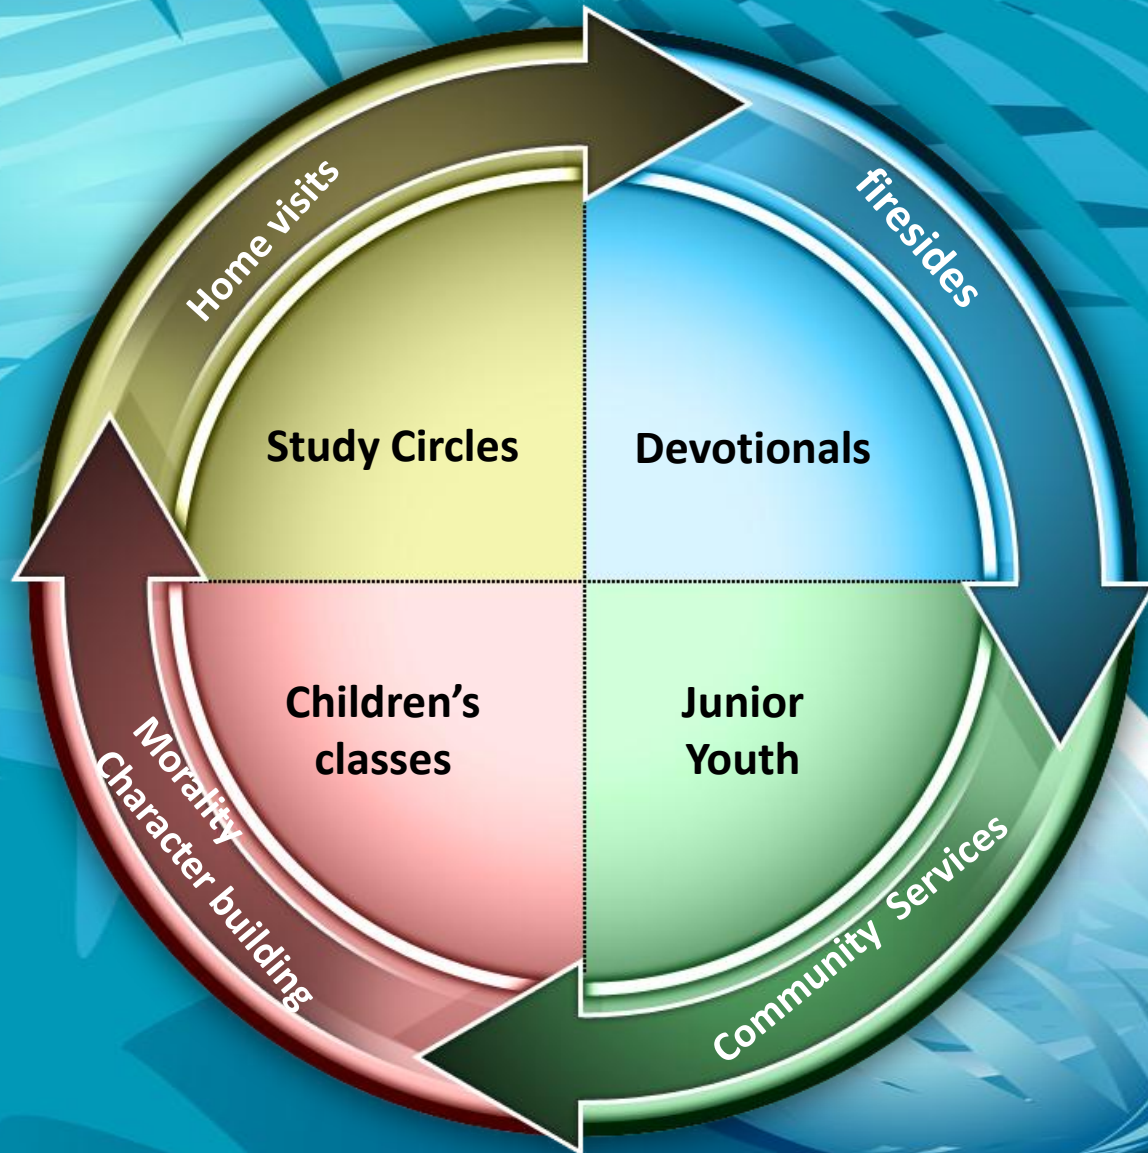 Home visits
firesides
Study Circles
Devotionals
Children’s
classes
Junior
Youth
Morality
Character building
Community Services